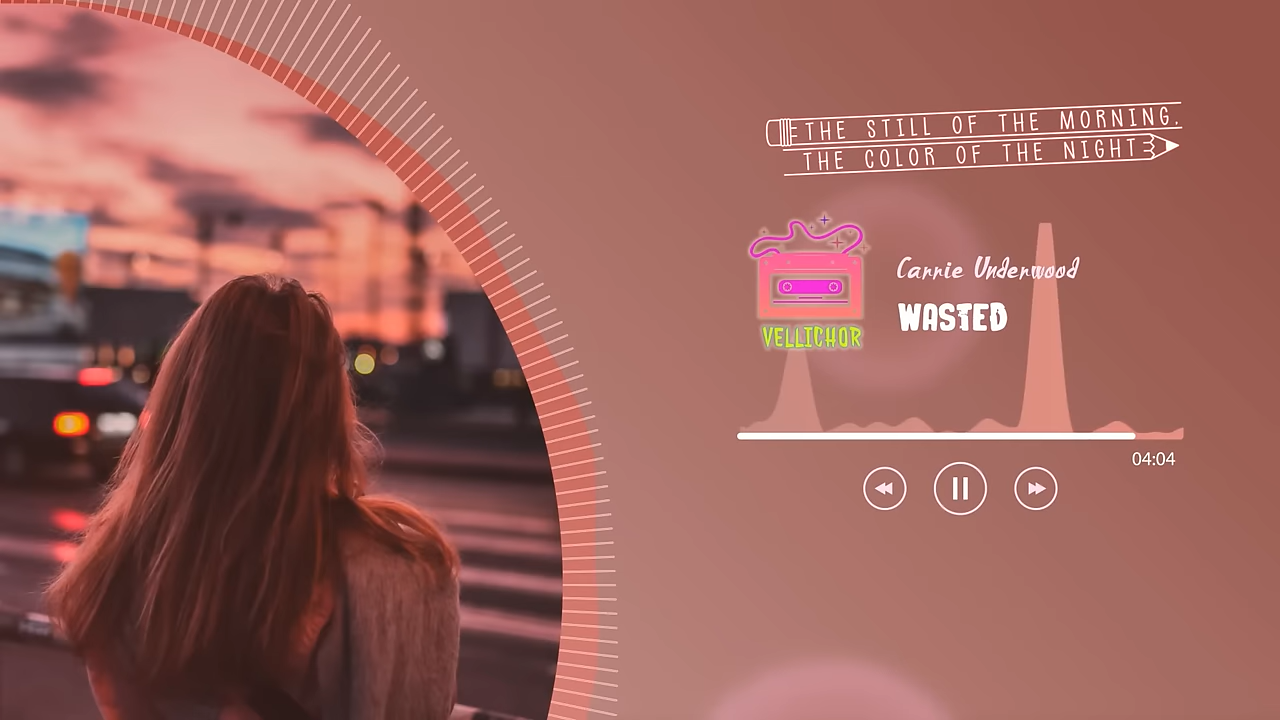 THE STILL OF THE MORNING,
THE COLOR OF THE NIGHT
VELLICHOR
Carrie Underwood
WASTED
04:04